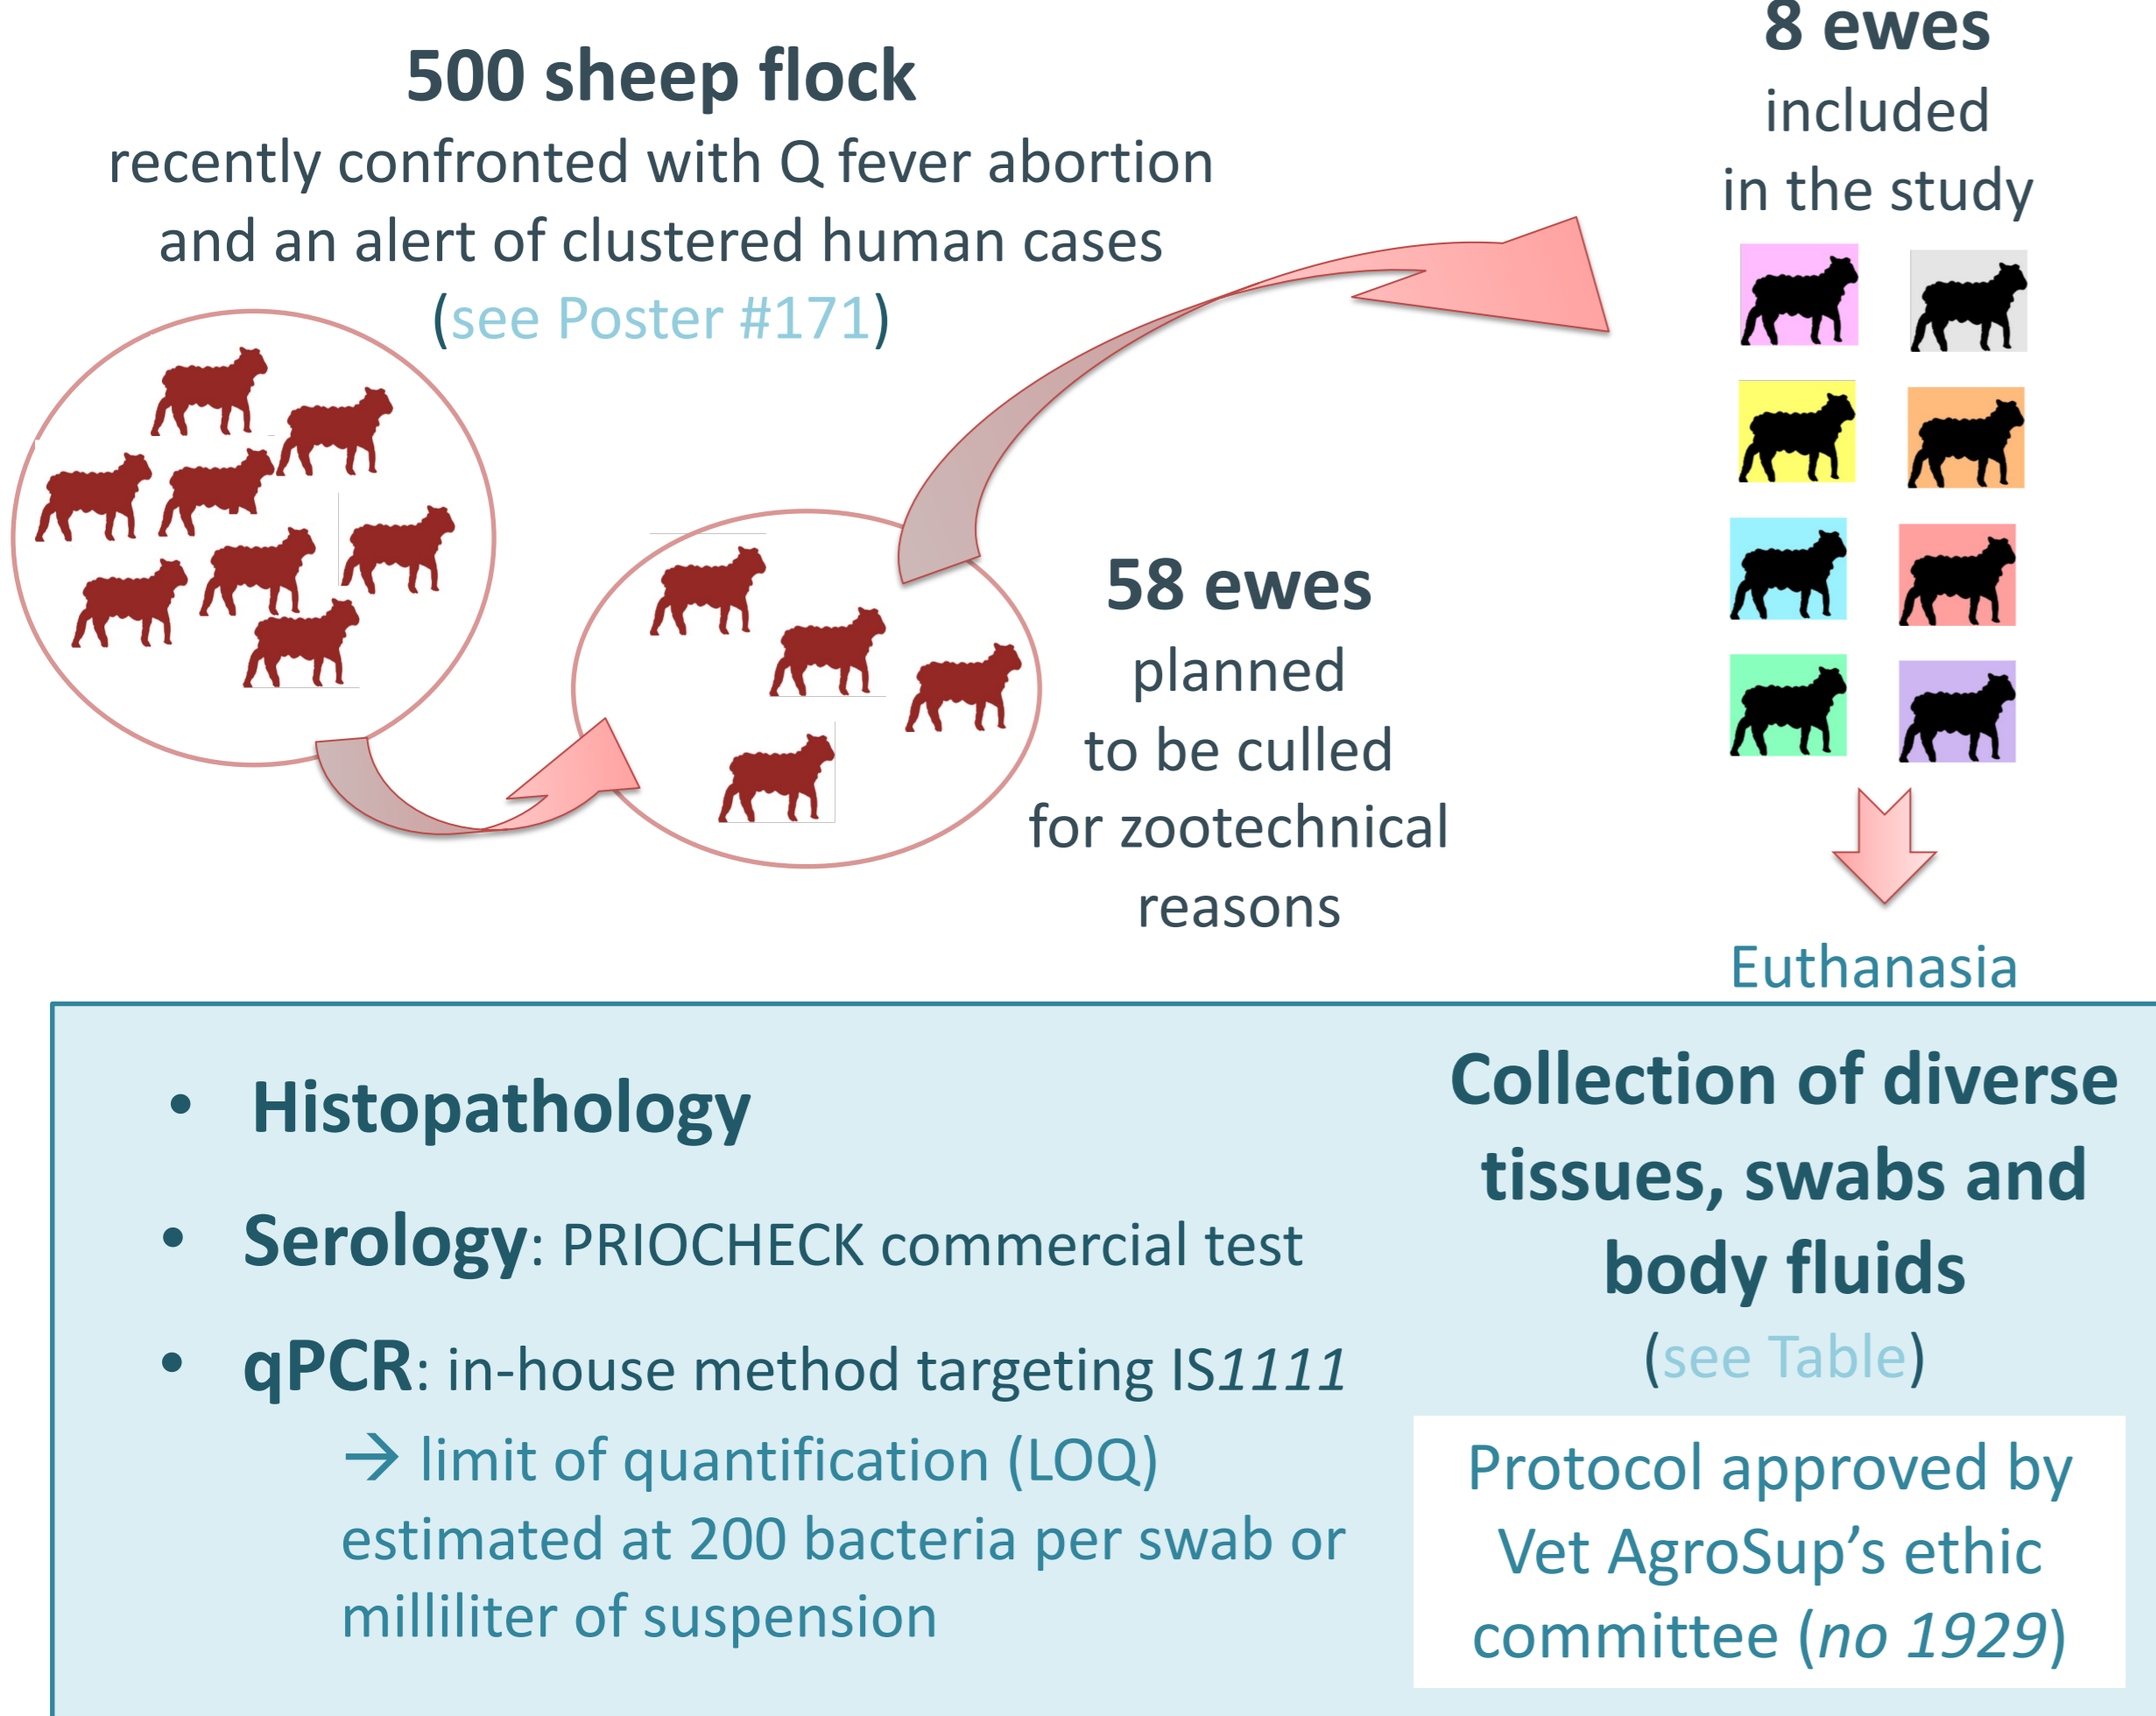 500 sheep flock
recently confronted with Q fever abortion
and an alert of clustered human cases
(see Poster #171)
58 ewes
planned
to be culled
for zootechnical
reasons
8 ewes
included
in the study
Euthanasia
• Histopathology
• Serology: PRIOCHECK commercial test
• qPCR: in-house method targeting IS1111
→ limit of quantification (LOQ)
estimated at 200 bacteria per swab or
milliliter of suspension
Collection of diverse
tissues, swabs and
body fluids
(see Table)
Protocol approved by
Vet AgroSup’s ethic
committee (no 1929)